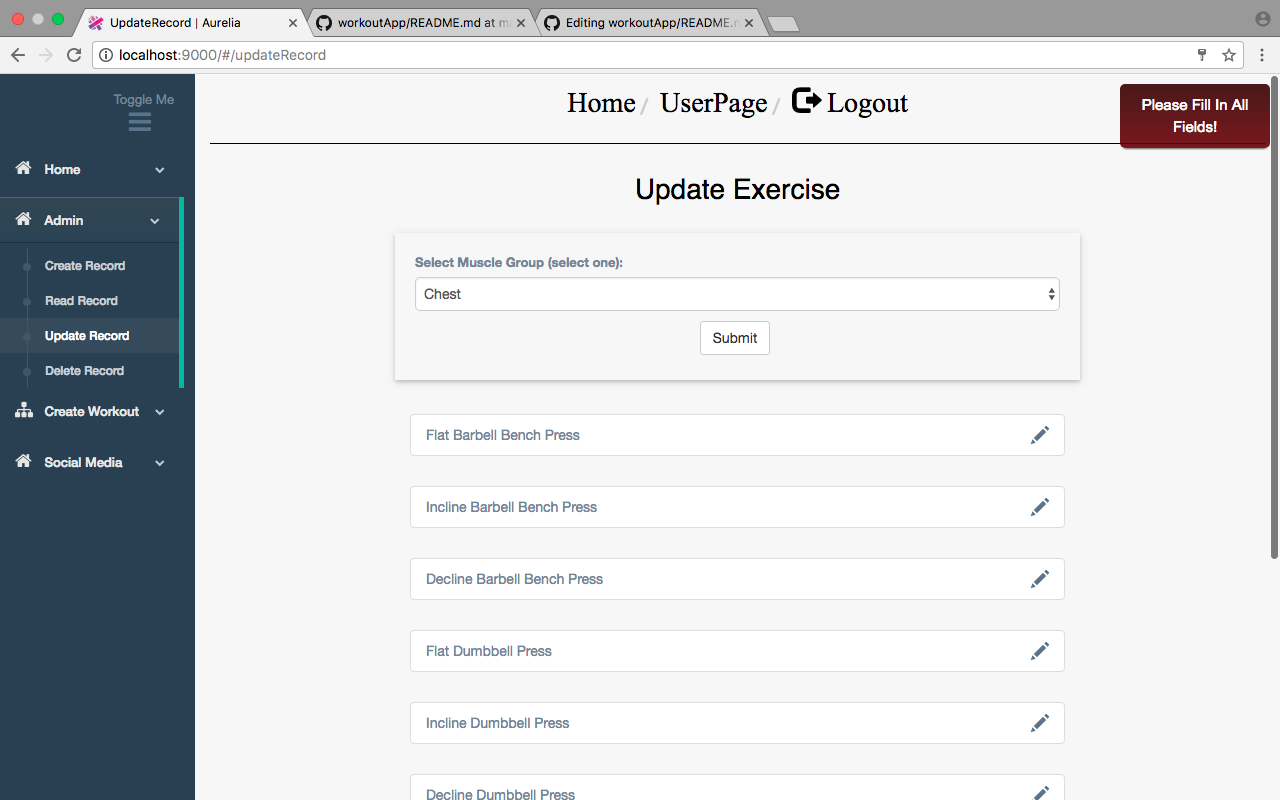 UpdateRecord | Aurelia
workoutApp/README.md at ma
Editing workoutApp/README.m
localhost:9000/#/updateRecord
Toggle Me
Home / UserPage / Logout
Please Fill In All
Fields!
Home
Admin
Create Record
Read Record
Update Record
Delete Record
Create Workout
Social Media
Update Exercise
Select Muscle Group (select one):
Chest
Submit
Flat Barbell Bench Press
Incline Barbell Bench Press
Decline Barbell Bench Press
Flat Dumbbell Press
Incline Dumbbell Press
Decline Dumbbell Press